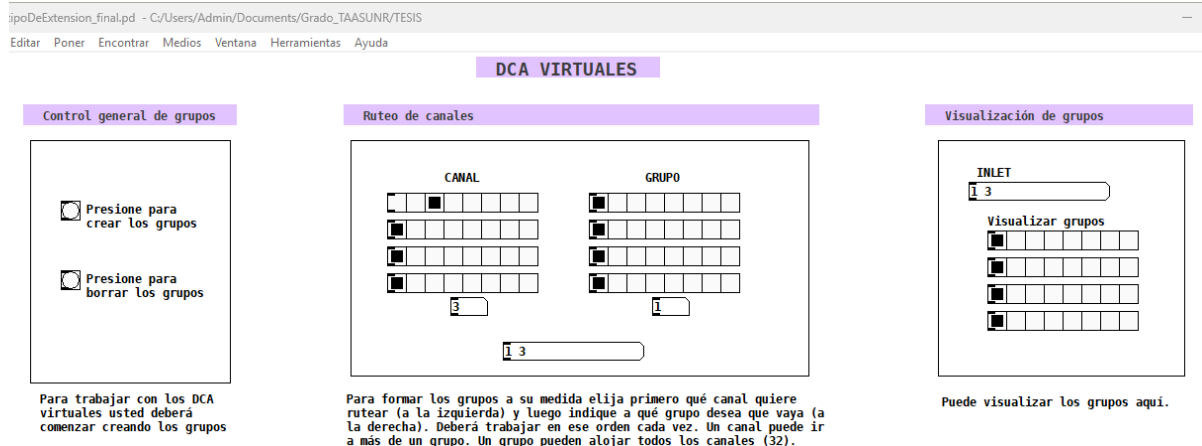 ipoDeExtension_final.pd - C:/Users/Admin/Documents/Grado_TAASUNR/TESIS
Editar Poner Encontrar Medios Ventana Herramientas Ayuda
DCA VIRTUALES
Control general de grupos
Presione para
crear los grupos
Presione para
borrar los grupos
Para trabajar con los DCA
virtuales usted deberá
comenzar creando los grupos
Ruteo de canales
CANAL
GRUPO
3
1
1 3
Para formar los grupos a su medida elija primero qué canal quiere
rutear (a la izquierda) y luego indique a qué grupo desea que vaya (a
la derecha). Deberá trabajar en ese orden cada vez. Un canal puede ir
a más de un grupo. Un grupo pueden alojar todos los canales (32).
Visualización de grupos
INLET
1 3
Visualizar grupos
Puede visualizar los grupos aquí.